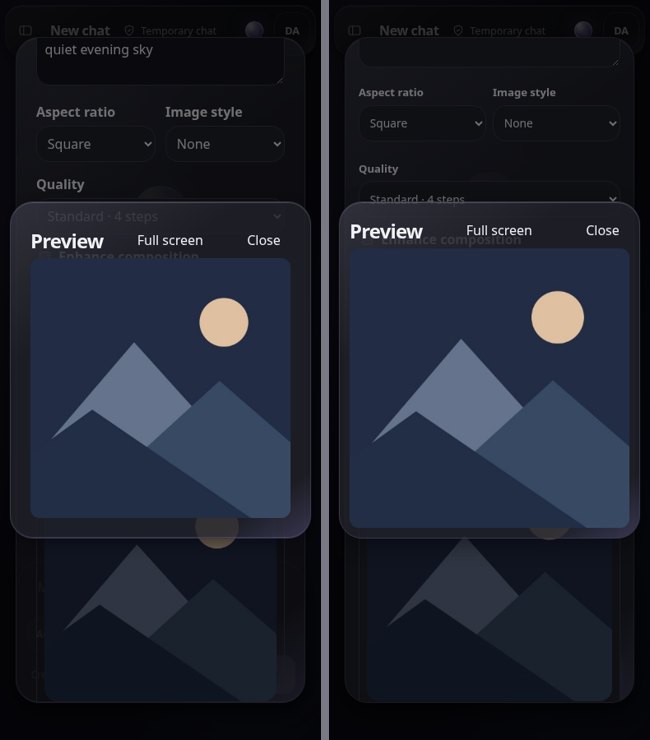 New chat
Temporary chat
DA
quiet evening sky
Aspect ratio
Image style
Square
None
Quality
Standard · 4 steps
Preview
Full screen
Close
Enhance composition
New chat
Temporary chat
DA
Aspect ratio
Image style
Square
None
Quality
Standard · 4 steps
Preview
Full screen
Close
Enhance composition